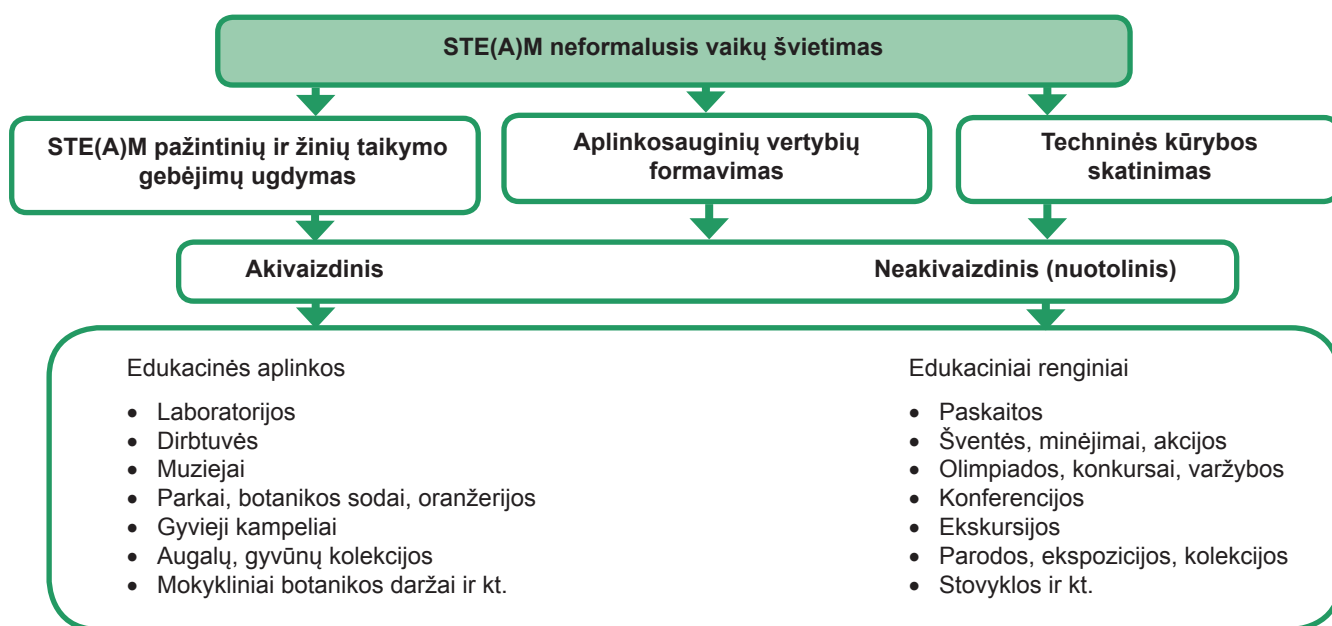 STE(A)M neformalusis vaikų švietimas
STE(A)M pažintinių ir žinių taikymo
gebėjimų ugdymas
Aplinkosauginių vertybių
formavimas
Techninės kūrybos
skatinimas
Akivaizdinis
Neakivaizdinis (nuotolinis)
Edukacinės aplinkos
• Laboratorijos
• Dirbtuvės
• Muziejai
• Parkai, botanikos sodai, oranžerijos
• Gyvieji kampeliai
• Augalų, gyvūnų kolekcijos
• Mokykliniai botanikos daržai ir kt.
Edukaciniai renginiai
• Paskaitos
• Šventės, minėjimai, akcijos
• Olimpiados, konkursai, varžybos
• Konferencijos
• Ekskursijos
• Parodos, ekspozicijos, kolekcijos
• Stovyklos ir kt.